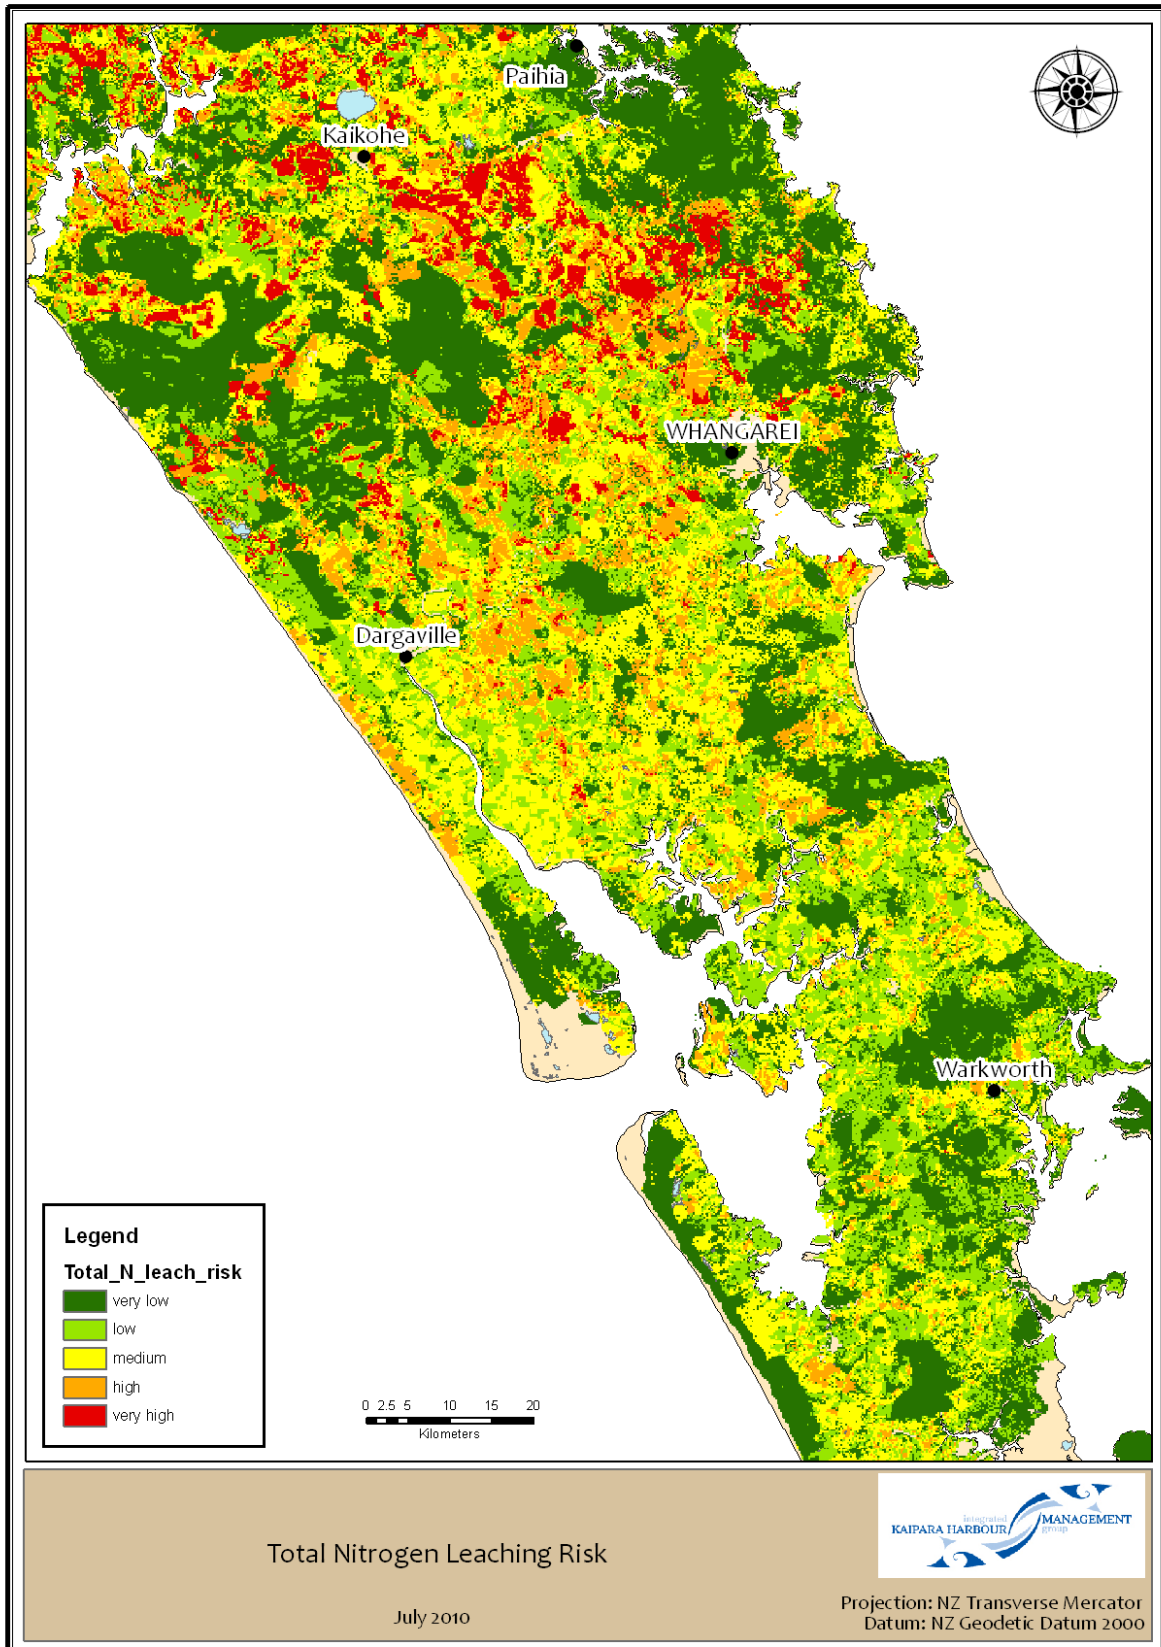 Paihia
Kaikohe
WHANGAREI
Dargaville
Warkworth
Legend
Total_N_leach_risk
very low
low
medium
high
very high
0 2.5 5 10 15 20
Kilometers
Total Nitrogen Leaching Risk
July 2010
integrated
KAIPARA HARBOUR MANAGEMENT
group
Projection: NZ Transverse Mercator
Datum: NZ Geodetic Datum 2000